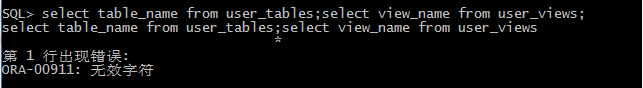 SQL> select table_name from user_tables;select view_name from user_views;
select table_name from user_tables;select view_name from user_views
*
第 1 行出现错误:
ORA-00911: 无效字符